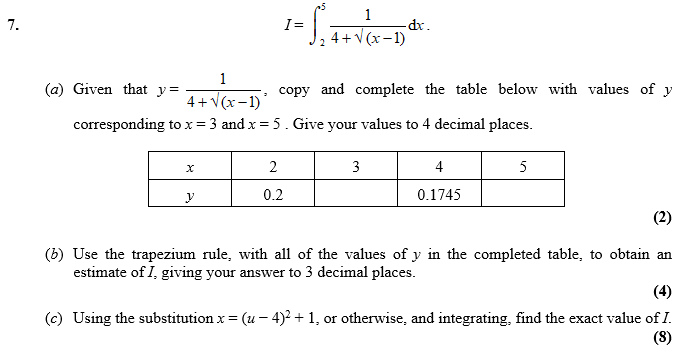 7. I = ∫₂⁵ 1/(4 + √(x – 1)) dx.
(a) Given that y = 1/(4 + √(x – 1)), copy and complete the table below with values of y
corresponding to x = 3 and x = 5 . Give your values to 4 decimal places.
x 2 3 4 5
y 0.2 0.1745
(2)
(b) Use the trapezium rule, with all of the values of y in the completed table, to obtain an
estimate of I, giving your answer to 3 decimal places.
(4)
(c) Using the substitution x = (u – 4)² + 1, or otherwise, and integrating, find the exact value of I.
(8)